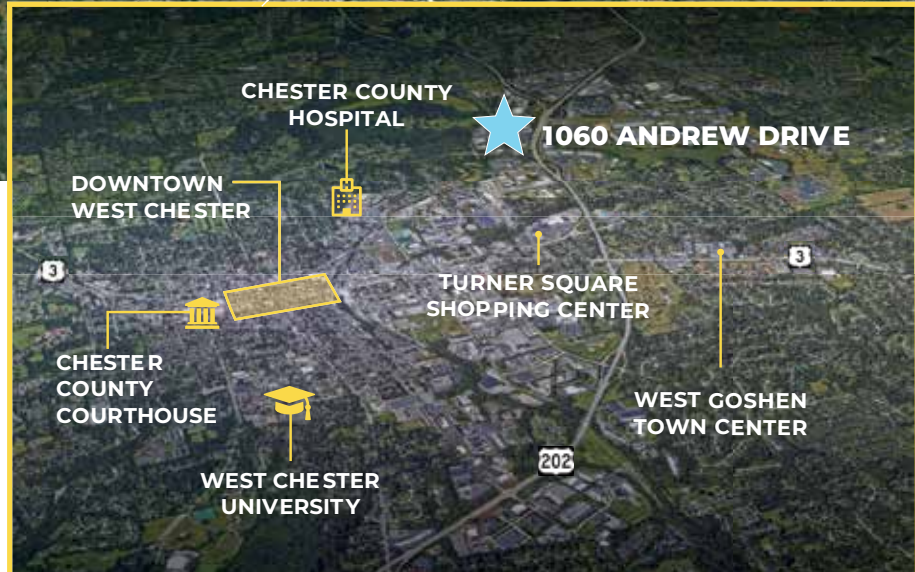 CHESTER COUNTY
HOSPITAL
1060 ANDREW DRIVE
DOWNTOWN
WEST CHESTER
3
3
TURNER SQUARE
SHOPPING CENTER
CHESTER
COUNTY
COURTHOUSE
WEST GOSHEN
TOWN CENTER
202
WEST CHESTER
UNIVERSITY